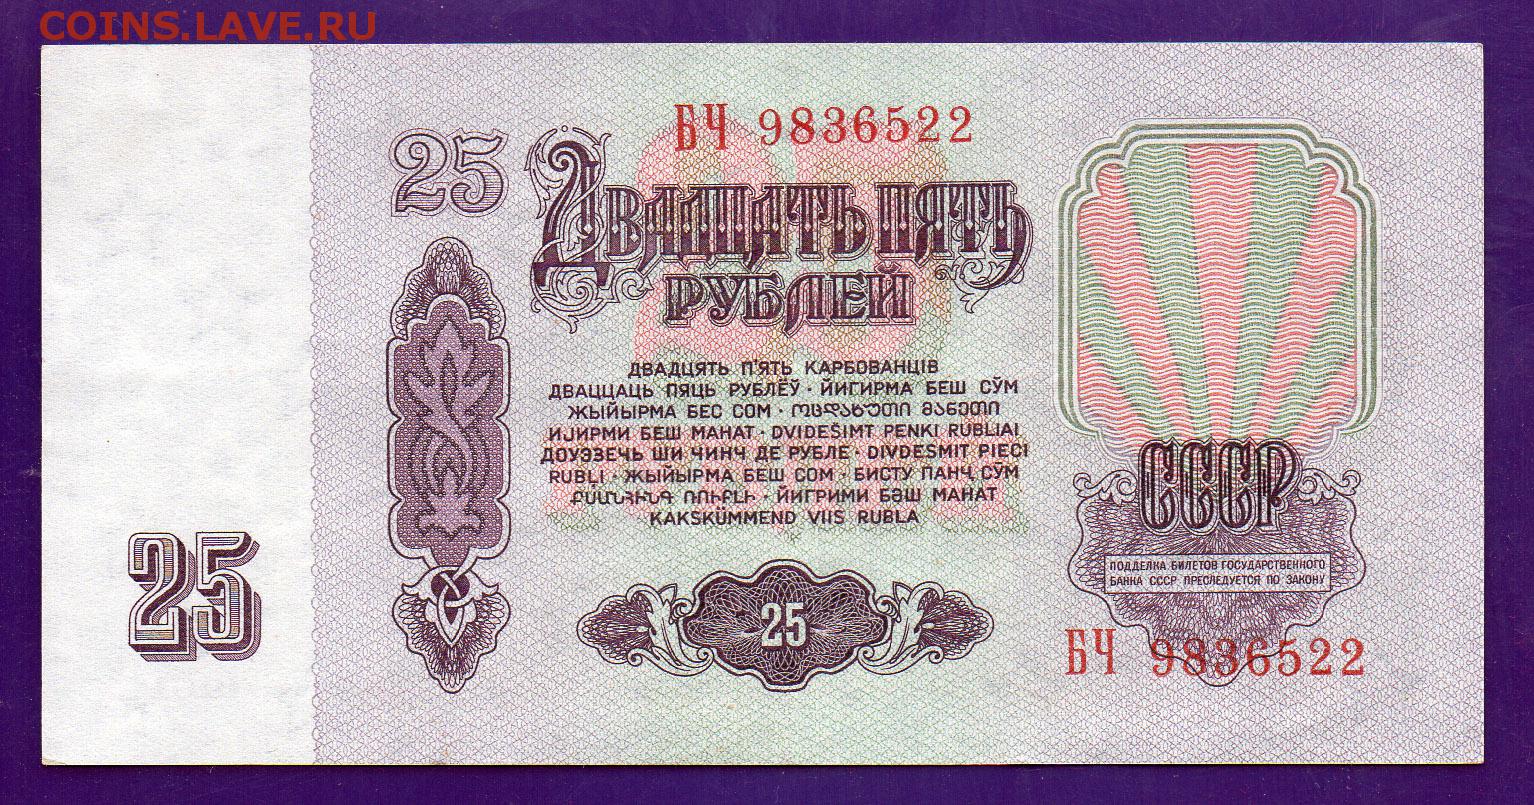 COINS.LAVE.RU
БЧ 9836522
25
ДВАДЦАТЬ ПЯТЬ
РУБЛЕЙ
ДВАДЦЯТЬ П'ЯТЬ КАРБОВАНЦІВ
ДВАЦЦАЦЬ ПЯЦЬ РУБЛЁЎ · ЙИГИРМА БЕШ СЎМ
ЖЫЙЫРМА БЕС СОМ · ᲝᲪᲓᲐᲮᲣᲗᲘ ᲛᲐᲜᲔᲗᲘ
ИЈИРМИ БЕШ МАНАТ · DVIDEŠIMT PENKI RUBLIAI
ДОУЭЗЕЧЬ ШИ ЧИНЧ ДЕ РУБЛЕ · DIVDESMIT PIECI
RUBĻI · ЖЫЙЫРМА БЕШ СОМ · БИСТУ ПАНҶ СЎМ
ՔՍԱՆՀԻՆԳ ՌՈՒԲԼԻ · ЙИГРИМИ БӘШ МАНАТ
KAKSKÜMMEND VIIS RUBLA
СССР
ПОДДЕЛКА БИЛЕТОВ ГОСУДАРСТВЕННОГО
БАНКА СССР ПРЕСЛЕДУЕТСЯ ПО ЗАКОНУ
25
25
БЧ 9836522